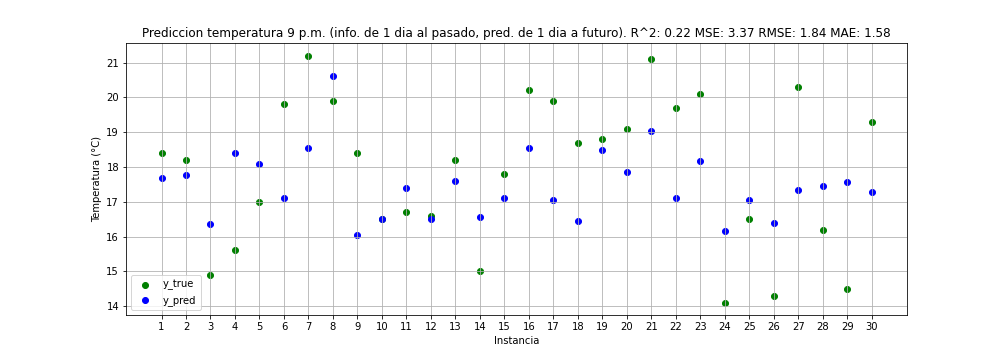 Prediccion temperatura 9 p.m. (info. de 1 dia al pasado, pred. de 1 dia a futuro). R^2: 0.22 MSE: 3.37 RMSE: 1.84 MAE: 1.58
Temperatura (°C)
21
20
19
18
17
16
15
14
y_true
y_pred
1 2 3 4 5 6 7 8 9 10 11 12 13 14 15 16 17 18 19 20 21 22 23 24 25 26 27 28 29 30
Instancia